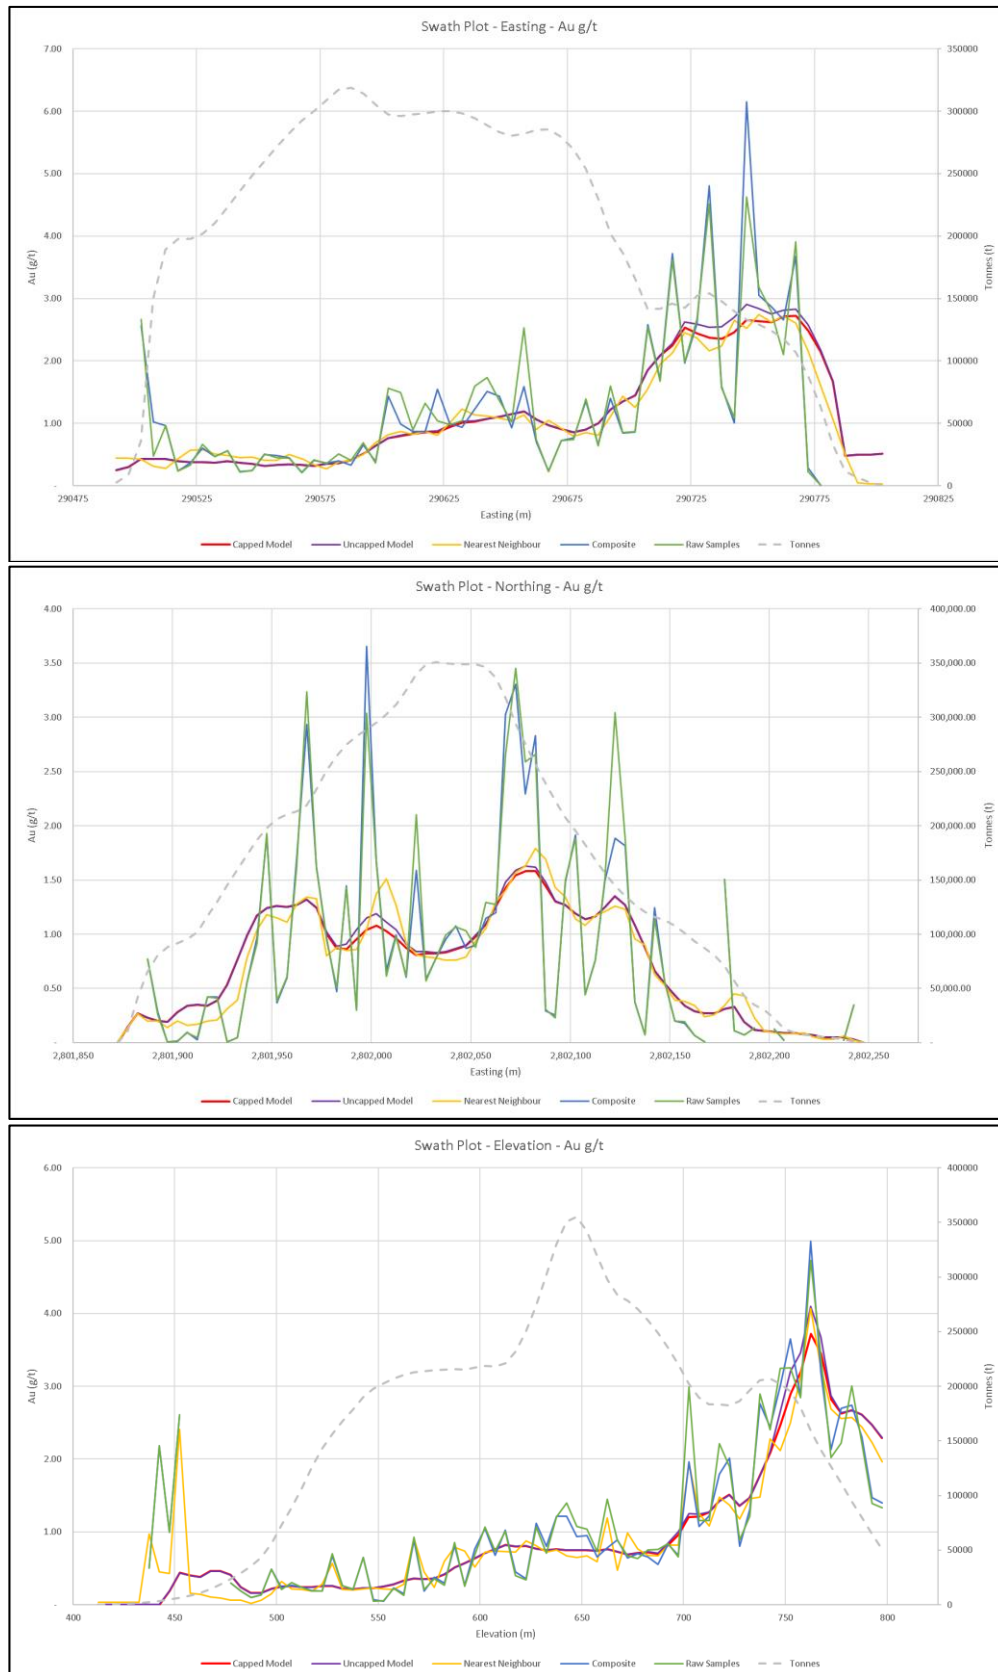 Swath Plot - Easting - Au g/t
7.00 350000
6.00 300000
5.00 250000
4.00 200000
Au (g/t) Tonnes (t)
3.00 150000
2.00 100000
1.00 50000
- 0
290475 290525 290575 290625 290675 290725 290775 290825
Easting (m)
Capped Model Uncapped Model Nearest Neighbour Composite Raw Samples Tonnes
Swath Plot - Northing - Au g/t
4.00 400,000.00
3.50 350,000.00
3.00 300,000.00
2.50 250,000.00
Au (g/t) Tonnes (t)
2.00 200,000.00
1.50 150,000.00
1.00 100,000.00
0.50 50,000.00
- -
2,801,850 2,801,900 2,801,950 2,802,000 2,802,050 2,802,100 2,802,150 2,802,200 2,802,250
Easting (m)
Capped Model Uncapped Model Nearest Neighbour Composite Raw Samples Tonnes
Swath Plot - Elevation - Au g/t
6.00 400000
350000
5.00
300000
4.00
250000
Au (g/t) Tonnes (t)
3.00 200000
150000
2.00
100000
1.00
50000
- 0
400 450 500 550 600 650 700 750 800
Elevation (m)
Capped Model Uncapped Model Nearest Neighbour Composite Raw Samples Tonnes